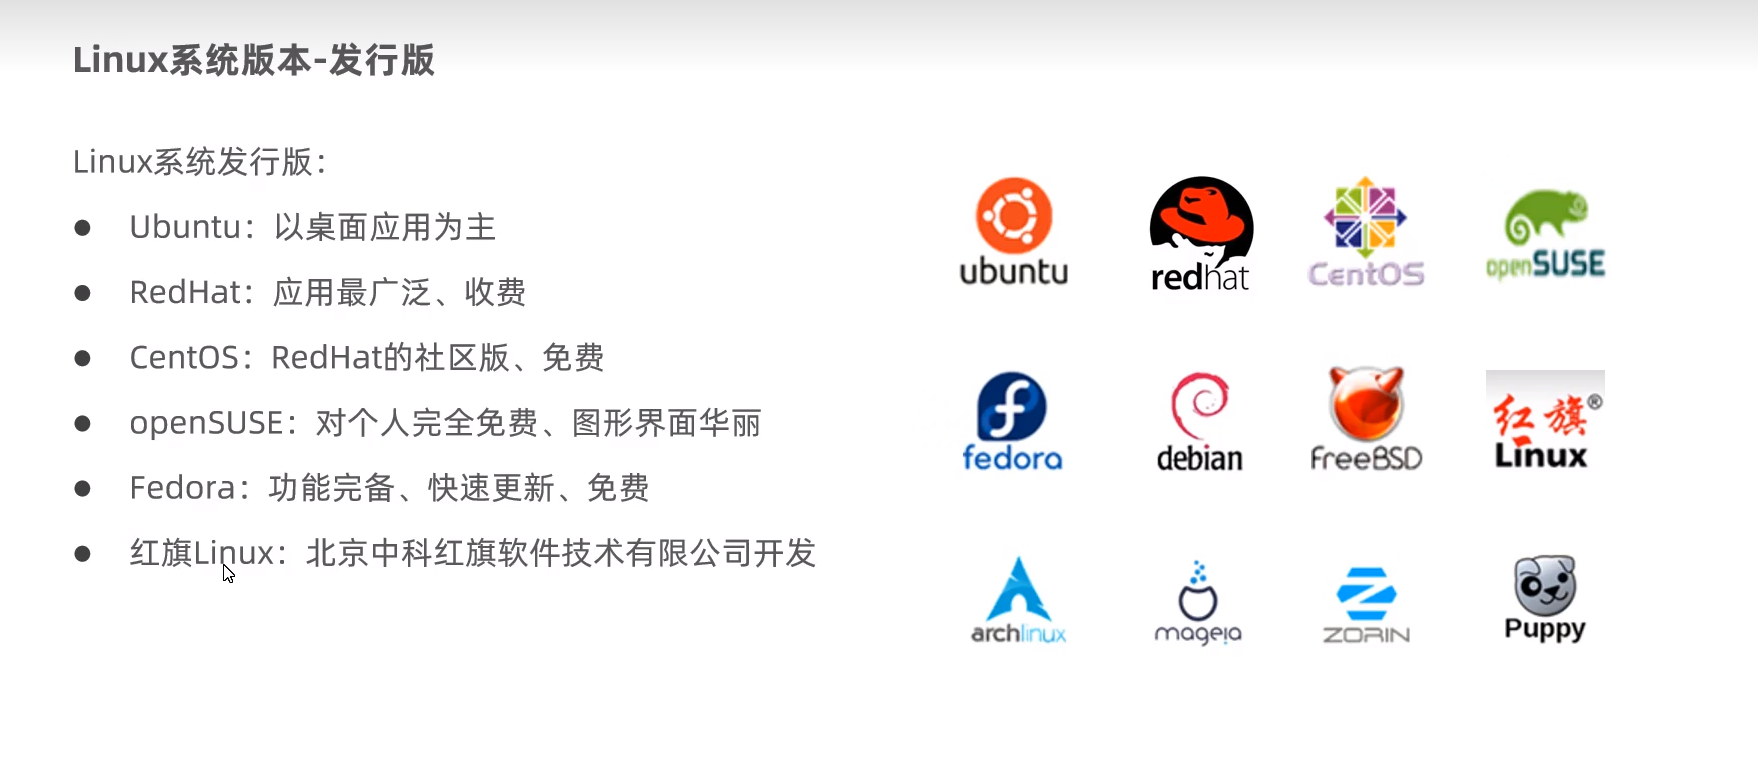 Linux系统版本-发行版
Linux系统发行版：
● Ubuntu：以桌面应用为主
● RedHat：应用最广泛、收费
● CentOS：RedHat的社区版、免费
● openSUSE：对个人完全免费、图形界面华丽
● Fedora：功能完备、快速更新、免费
● 红旗Linux：北京中科红旗软件技术有限公司开发
ubuntu
redhat
CentOS
openSUSE
fedora
debian
FreeBSD
红旗®
Linux
archlinux
mageia
ZORIN
Puppy